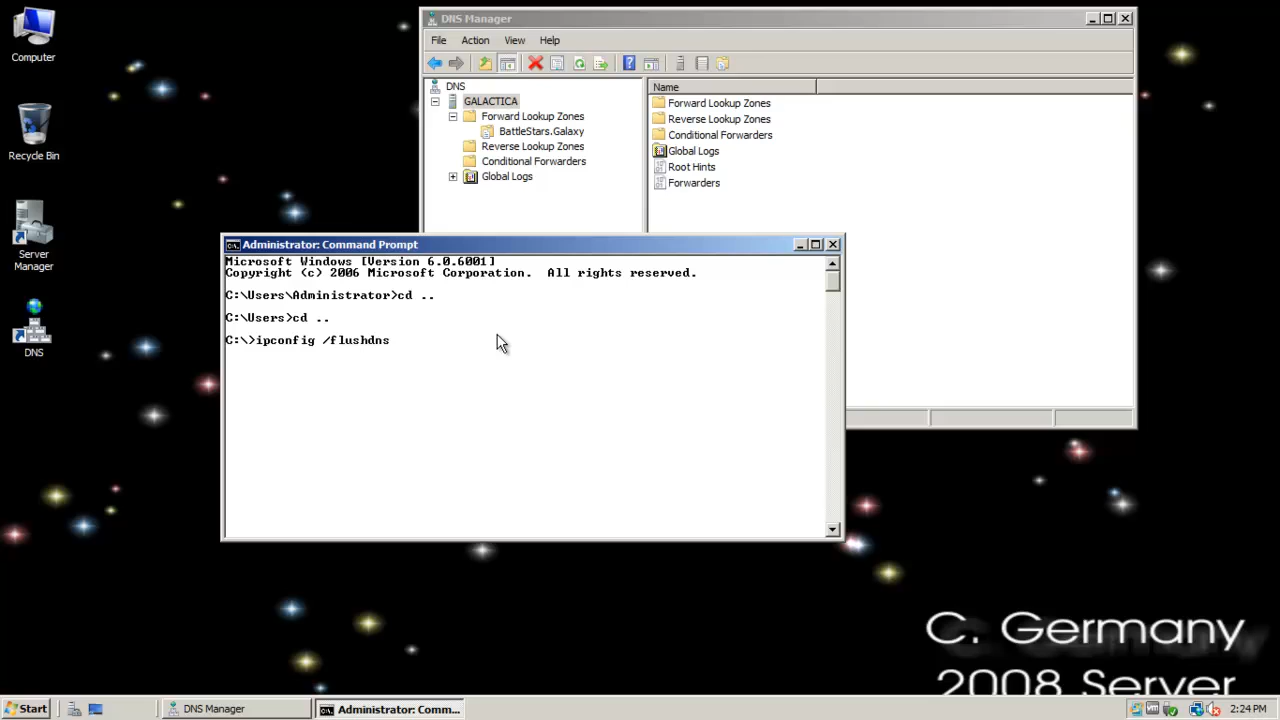 Computer
Recycle Bin
Server
Manager
DNS
DNS Manager
File Action View Help
DNS
GALACTICA
Forward Lookup Zones
BattleStars.Galaxy
Reverse Lookup Zones
Conditional Forwarders
Global Logs
Name
Forward Lookup Zones
Reverse Lookup Zones
Conditional Forwarders
Global Logs
Root Hints
Forwarders
Administrator: Command Prompt
Microsoft Windows [Version 6.0.6001]
Copyright (c) 2006 Microsoft Corporation.  All rights reserved.
C:\Users\Administrator>cd ..
C:\Users>cd ..
C:\>ipconfig /flushdns
C. Germany
2008 Server
Start
DNS Manager
Administrator: Comm...
2:24 PM